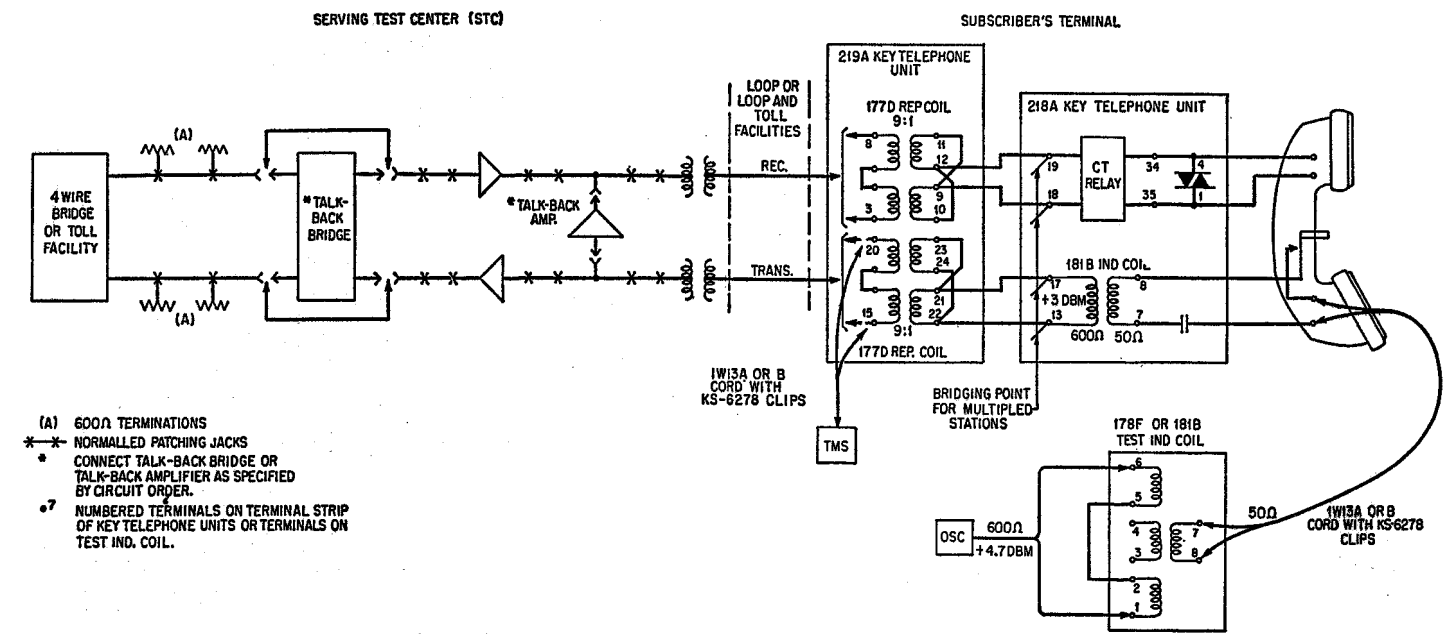 SERVING TEST CENTER (STC)
SUBSCRIBER'S TERMINAL
219A KEY TELEPHONE
UNIT
LOOP OR
LOOP AND
TOLL
FACILITIES
177D REP COIL
9:1
218A KEY TELEPHONE UNIT
(A)
8
11
12
3
9
10
REC.
19
18
CT
RELAY
34
35
4
1
4 WIRE
BRIDGE
OR TOLL
FACILITY
*TALK-
BACK
BRIDGE
*TALK-BACK
AMP.
20
23
24
TRANS.
21
15
22
9:1
177D REP. COIL
181B IND COIL
17
+3 DBM
13
8
7
600Ω
50Ω
(A)
1W13A OR B
CORD WITH
KS-6278 CLIPS
BRIDGING POINT
FOR MULTIPLED
STATIONS
TMS
(A) 600Ω TERMINATIONS
NORMALLED PATCHING JACKS
* CONNECT TALK-BACK BRIDGE OR
TALK-BACK AMPLIFIER AS SPECIFIED
BY CIRCUIT ORDER.
•7 NUMBERED TERMINALS ON TERMINAL STRIP
OF KEY TELEPHONE UNITS OR TERMINALS ON
TEST IND. COIL.
178F OR 181B
TEST IND COIL
6
5
4
3
2
1
7
8
OSC
600Ω
+4.7DBM
50Ω
1W13A OR B
CORD WITH KS-6278
CLIPS